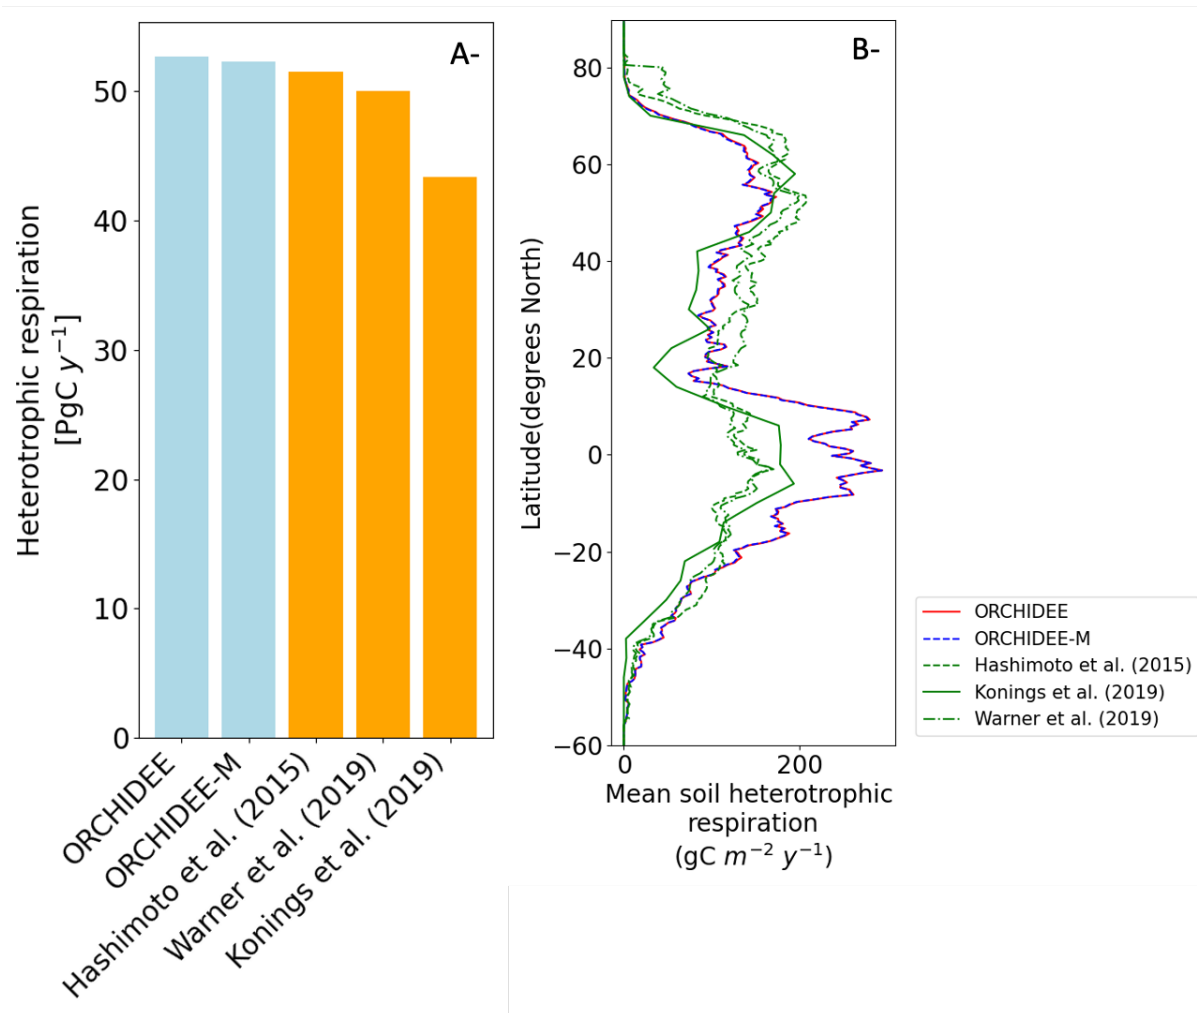 A-
50
40
30
20
10
0
Heterotrophic respiration
[PgC y⁻¹]
ORCHIDEE
ORCHIDEE-M
Hashimoto et al. (2015)
Warner et al. (2019)
Konings et al. (2019)
B-
80
60
40
20
0
−20
−40
−60
Latitude(degrees North)
0 200
Mean soil heterotrophic
respiration
(gC m⁻² y⁻¹)
ORCHIDEE
ORCHIDEE-M
Hashimoto et al. (2015)
Konings et al. (2019)
Warner et al. (2019)